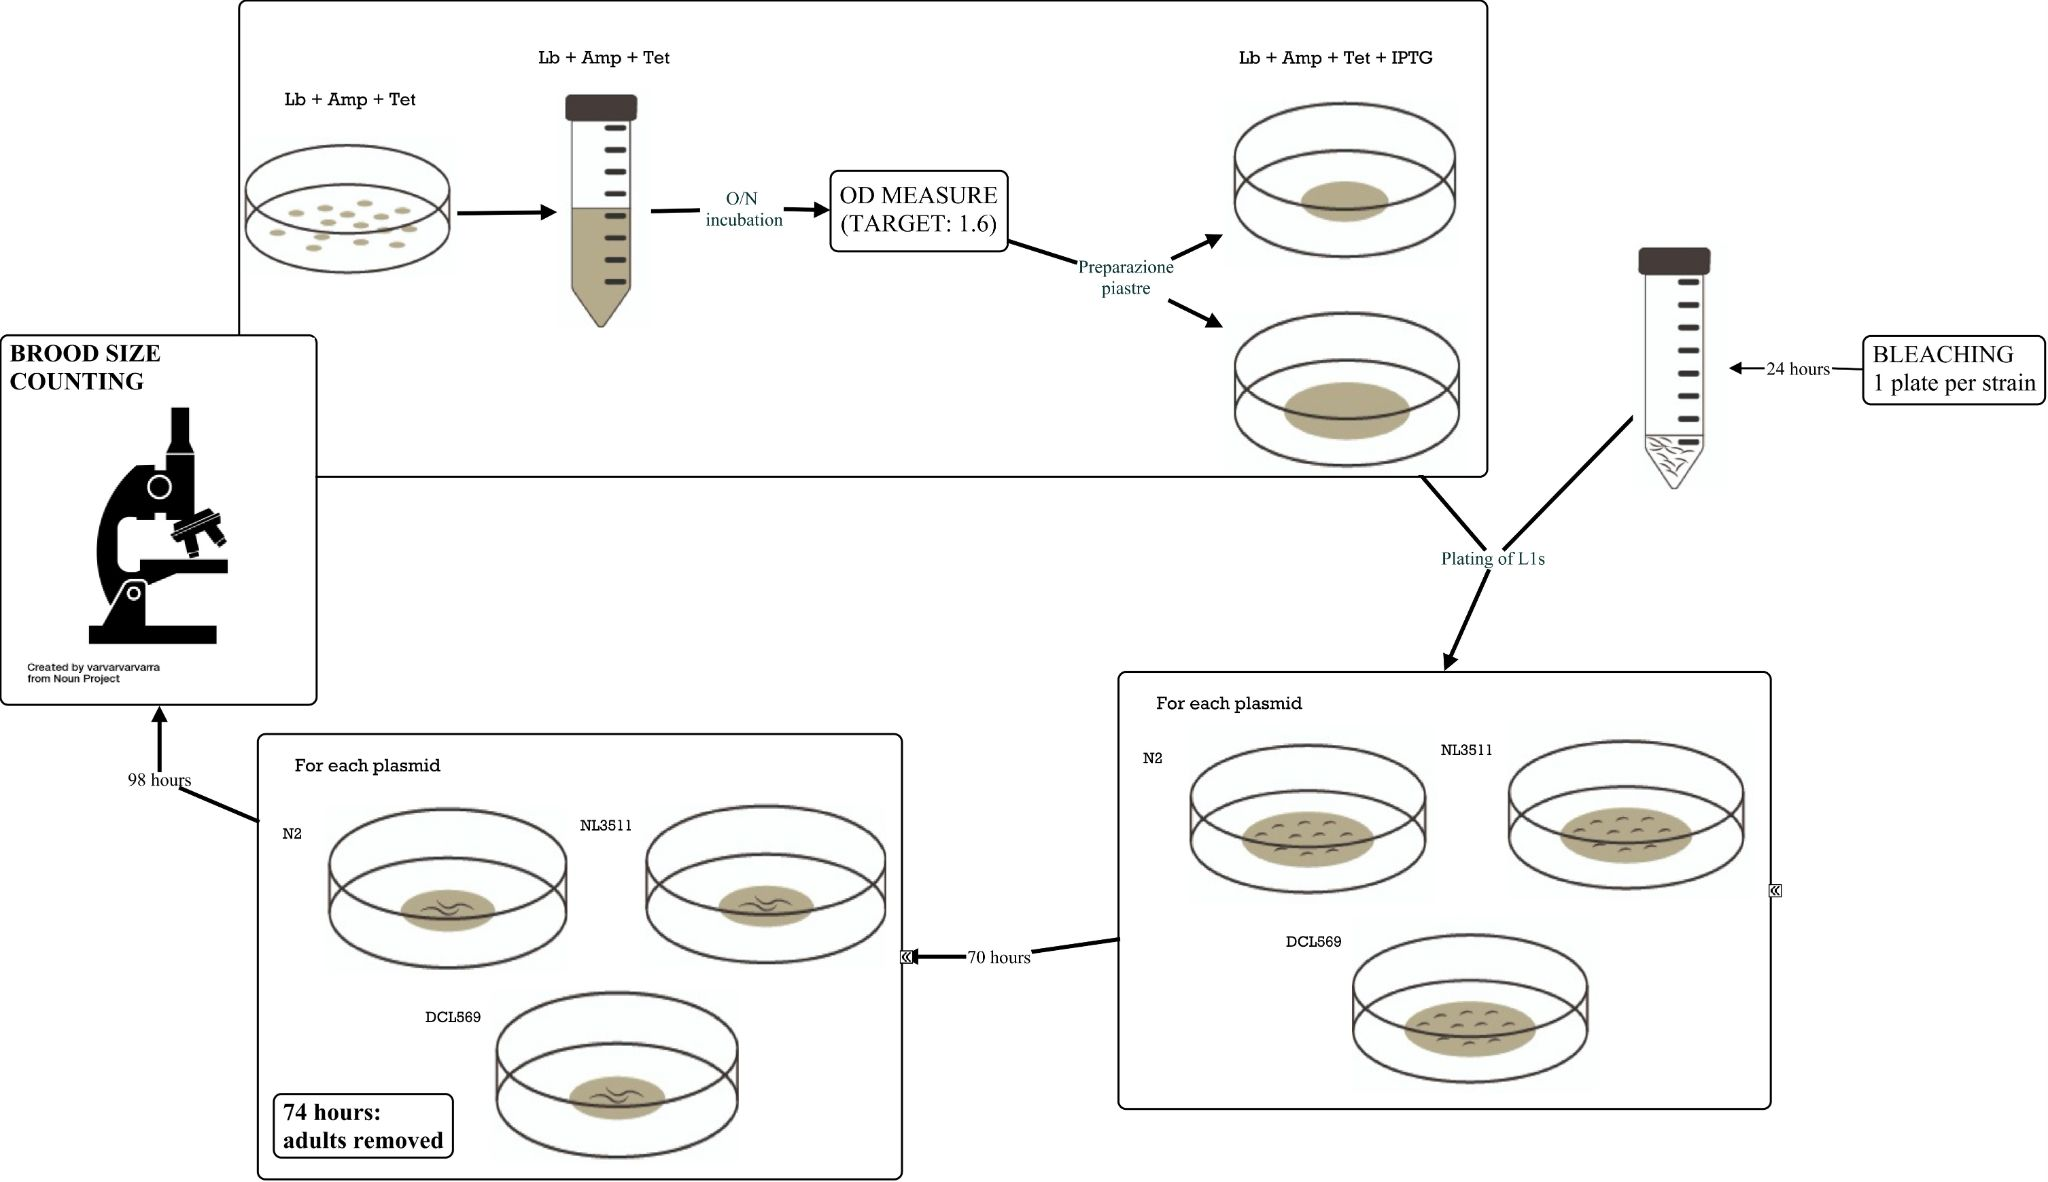 Lb + Amp + Tet
Lb + Amp + Tet
O/N
incubation
OD MEASURE
(TARGET: 1.6)
Preparazione
piastre
Lb + Amp + Tet + IPTG
BLEACHING
1 plate per strain
24 hours
Plating of L1s
For each plasmid
N2
NL3511
DCL569
70 hours
For each plasmid
N2
NL3511
DCL569
74 hours:
adults removed
98 hours
BROOD SIZE
COUNTING
Created by varvarvarvarra
from Noun Project